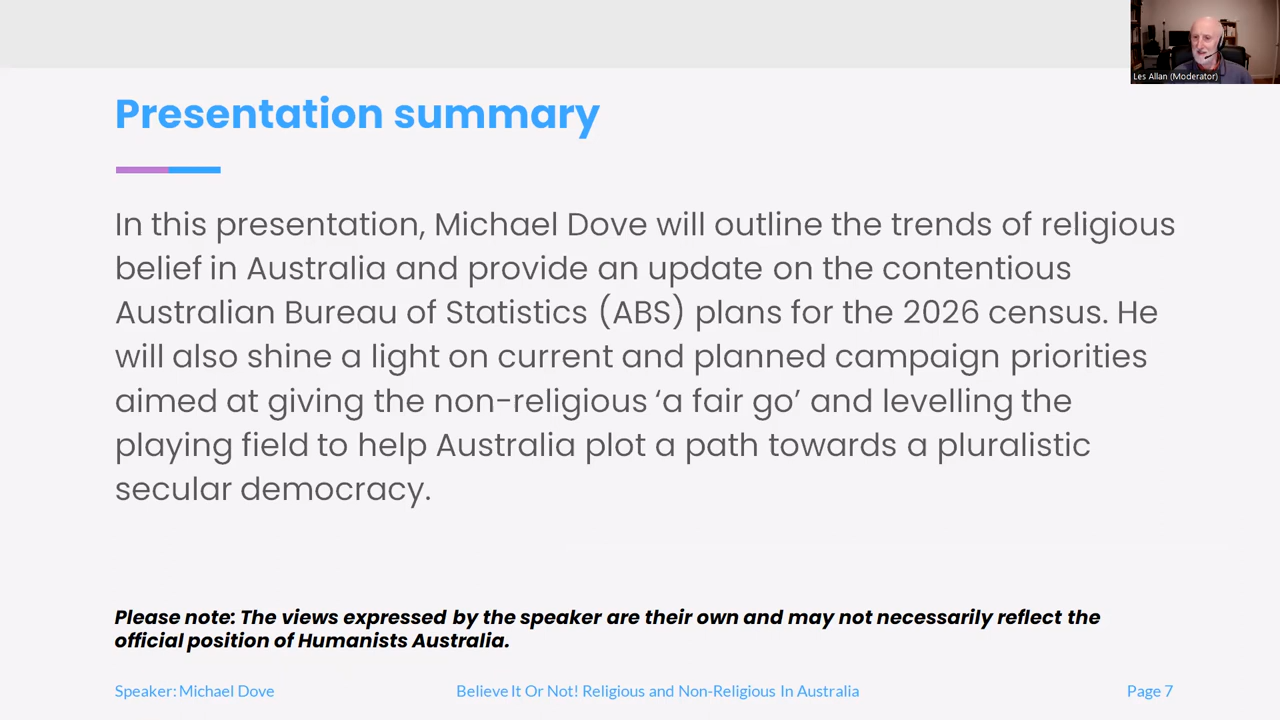 Les Allan (Moderator)
Presentation summary
In this presentation, Michael Dove will outline the trends of religious
belief in Australia and provide an update on the contentious
Australian Bureau of Statistics (ABS) plans for the 2026 census. He
will also shine a light on current and planned campaign priorities
aimed at giving the non-religious ‘a fair go’ and levelling the
playing field to help Australia plot a path towards a pluralistic
secular democracy.
Please note: The views expressed by the speaker are their own and may not necessarily reflect the
official position of Humanists Australia.
Speaker: Michael Dove
Believe It Or Not! Religious and Non-Religious In Australia
Page 7